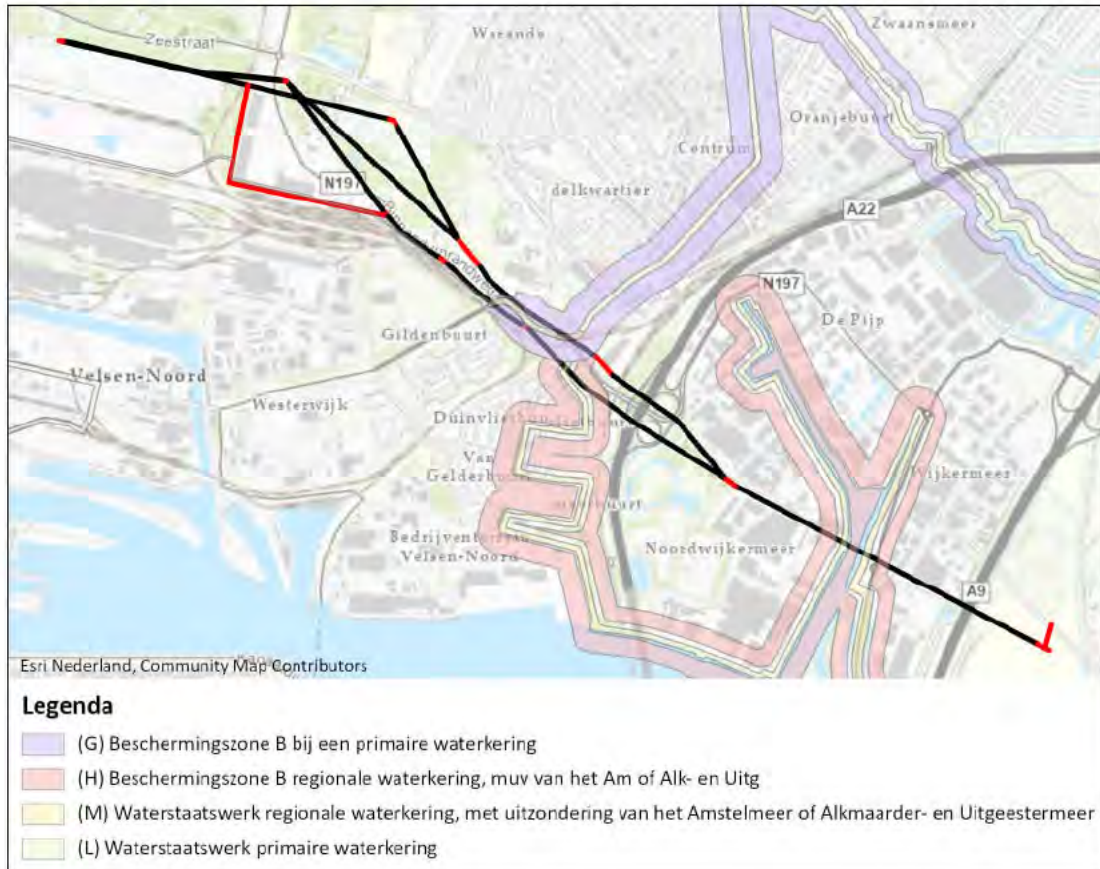 Zeestraat
Warande
Zwaansmeer
Oranjebuurt
Centrum
delkwartier
N197
A22
N197
De Pijp
Gildenbuurt
Velsen-Noord
Westerwijk
Van
Wijkermeer
Bedrijventerrein
Velsen-Noord
Noordwijkermeer
A9
Esri Nederland, Community Map Contributors
Legenda
(G) Beschermingszone B bij een primaire waterkering
(H) Beschermingszone B regionale waterkering, muv van het Am of Alk- en Uitg
(M) Waterstaatswerk regionale waterkering, met uitzondering van het Amstelmeer of Alkmaarder- en Uitgeestermeer
(L) Waterstaatswerk primaire waterkering